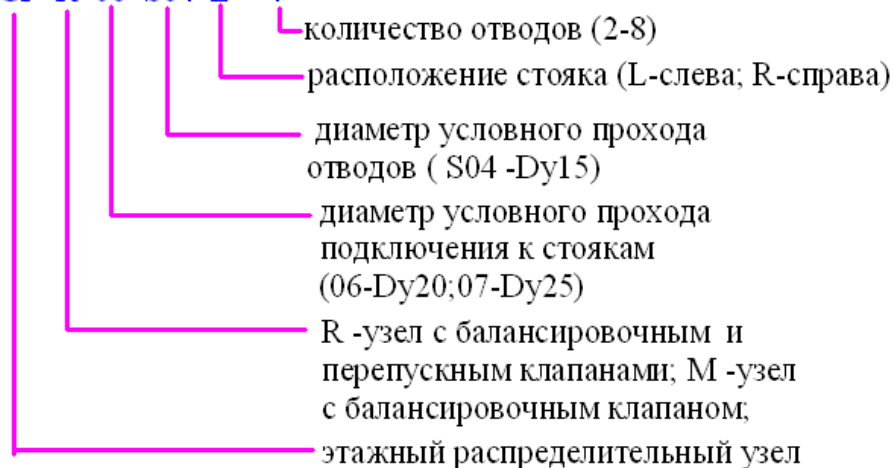 количество отводов (2-8)
расположение стояка (L-слева; R-справа)
диаметр условного прохода
отводов ( S04 -Dy15)
диаметр условного прохода
подключения к стоякам
(06-Dy20;07-Dy25)
R -узел с балансировочным и
перепускным клапанами; M -узел
с балансировочным клапаном;
этажный распределительный узел